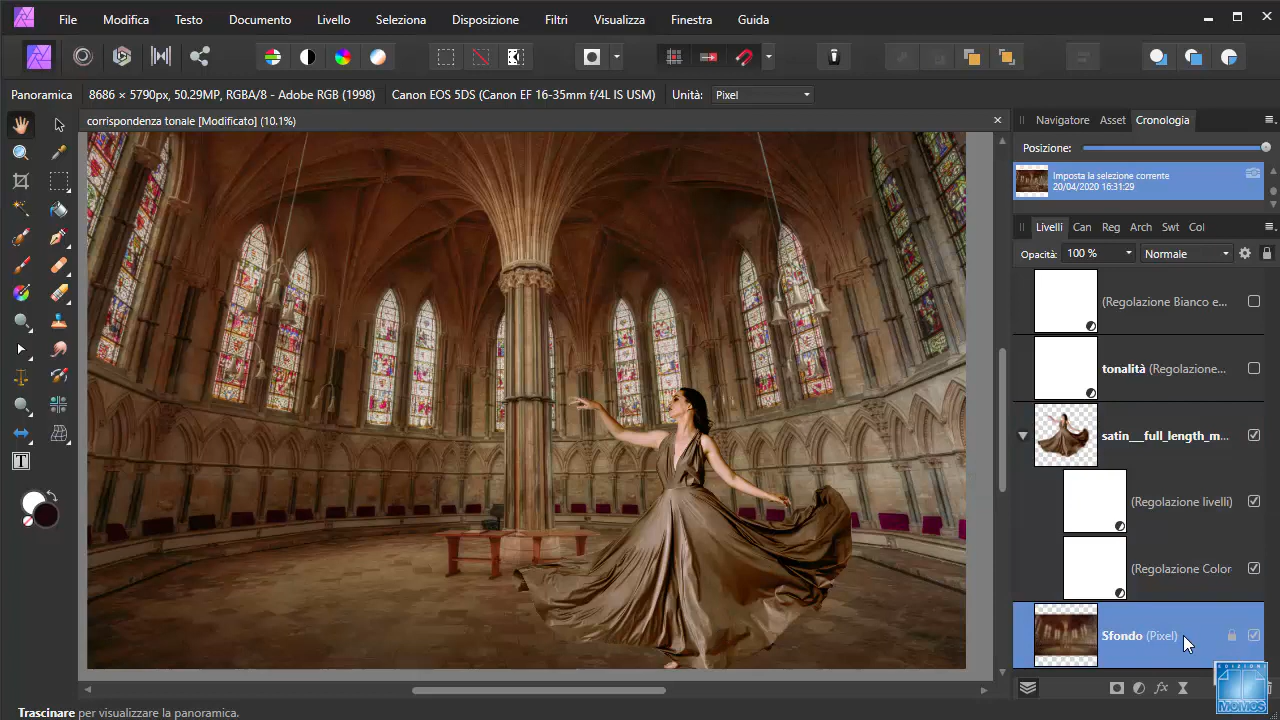 File Modifica Testo Documento Livello Seleziona Disposizione Filtri Visualizza Finestra Guida
Panoramica 8686 × 5790px, 50.29MP, RGBA/8 - Adobe RGB (1998) Canon EOS 5DS (Canon EF 16-35mm f/4L IS USM) Unità: Pixel
corrispondenza tonale [Modificato] (10.1%)
Navigatore Asset Cronologia
Posizione:
Imposta la selezione corrente
20/04/2020 16:31:29
Livelli Can Reg Arch Swt Col
Opacità: 100 % Normale
(Regolazione Bianco e...
tonalità (Regolazione...
satin__full_length_m...
(Regolazione livelli)
(Regolazione Color
Sfondo (Pixel)
fx
T
EDIZIONI
MOMOS
Trascinare per visualizzare la panoramica.